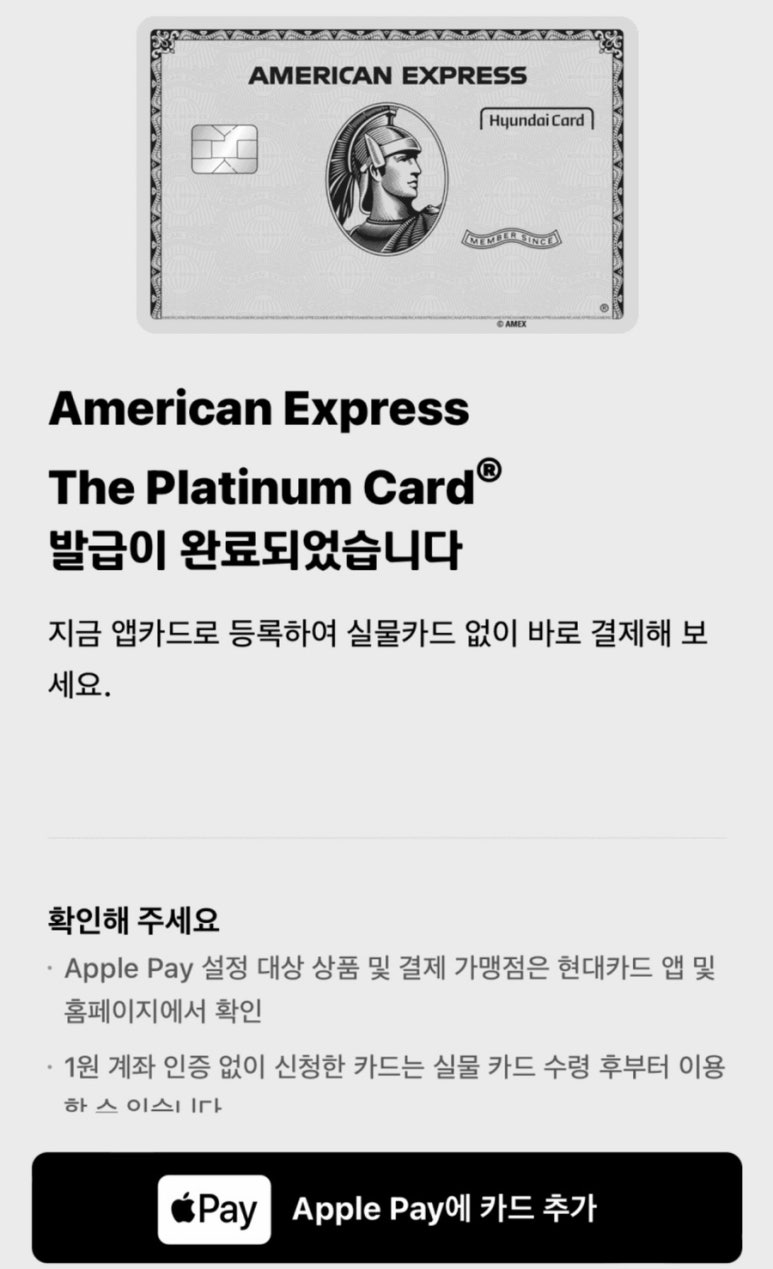 AMERICAN EXPRESS
Hyundai Card
MEMBER SINCE
®
© AMEX
American Express
The Platinum Card®
발급이 완료되었습니다
지금 앱카드로 등록하여 실물카드 없이 바로 결제해 보
세요.
확인해 주세요
· Apple Pay 설정 대상 상품 및 결제 가맹점은 현대카드 앱 및
홈페이지에서 확인
· 1원 계좌 인증 없이 신청한 카드는 실물 카드 수령 후부터 이용
Pay Apple Pay에 카드 추가